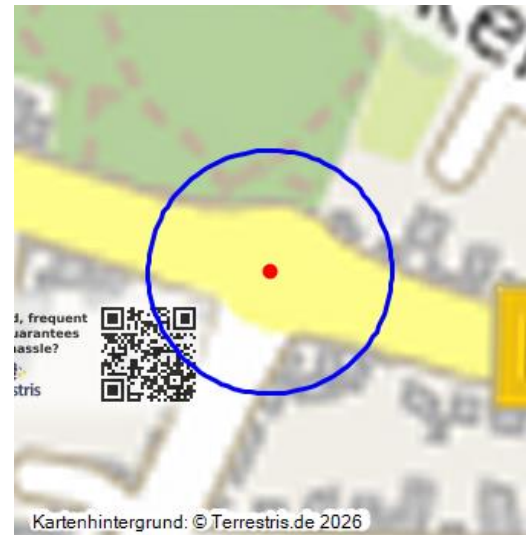 d, frequent
uarantees
assle?
stris
Kartenhintergrund: © Terrestris.de 2026